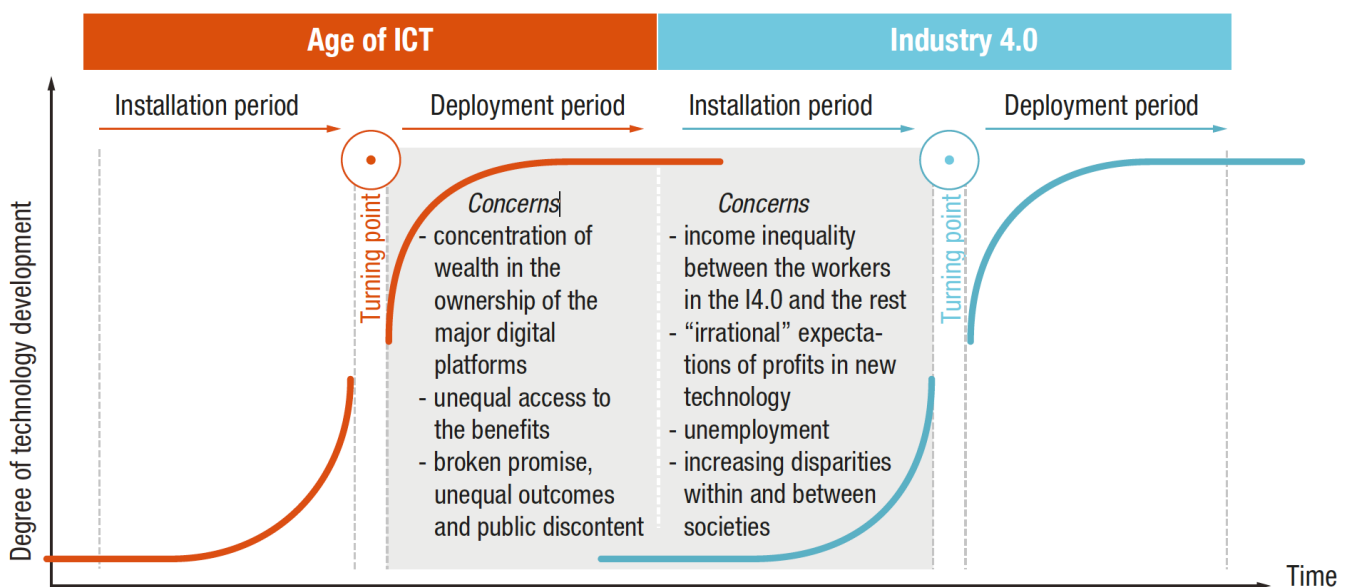 Age of ICT
Industry 4.0
Installation period
Deployment period
Installation period
Deployment period
Degree of technology development
Turning point
Concerns
- concentration of
wealth in the
ownership of the
major digital
platforms
- unequal access to
the benefits
- broken promise,
unequal outcomes
and public discontent
Concerns
- income inequality
between the workers
in the I4.0 and the rest
- “irrational” expecta-
tions of profits in new
technology
- unemployment
- increasing disparities
within and between
societies
Turning point
Time